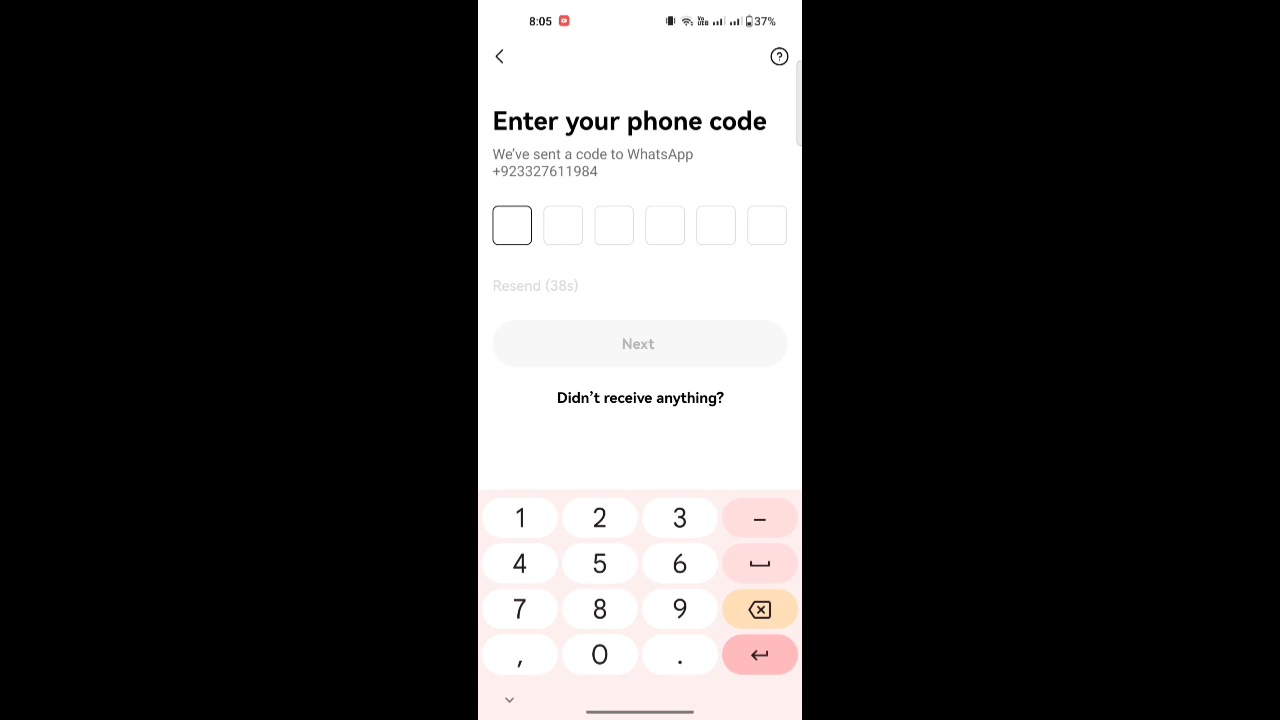 8:05
37%
Enter your phone code
We've sent a code to WhatsApp
+923327611984
Resend (38s)
Next
Didn't receive anything?
1 2 3 –
4 5 6
7 8 9
, 0 .